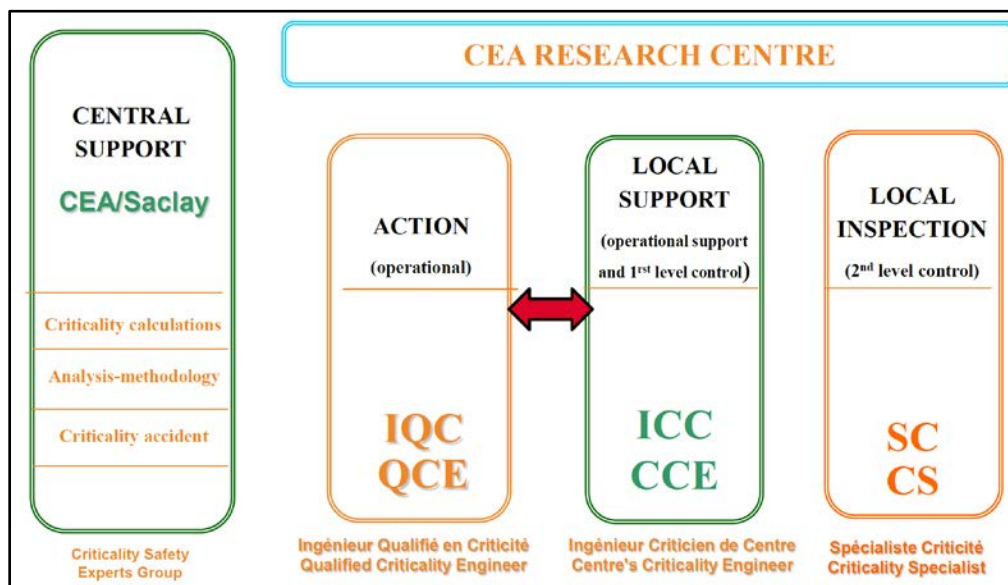 CENTRAL
SUPPORT
CEA/Saclay
Criticality calculations
Analysis-methodology
Criticality accident
Criticality Safety
Experts Group
CEA RESEARCH CENTRE
ACTION
(operational)
IQC
QCE
Ingénieur Qualifié en Criticité
Qualified Criticality Engineer
LOCAL
SUPPORT
(operational support
and 1rst level control)
ICC
CCE
Ingénieur Criticien de Centre
Centre's Criticality Engineer
LOCAL
INSPECTION
(2nd level control)
SC
CS
Spécialiste Criticité
Criticality Specialist